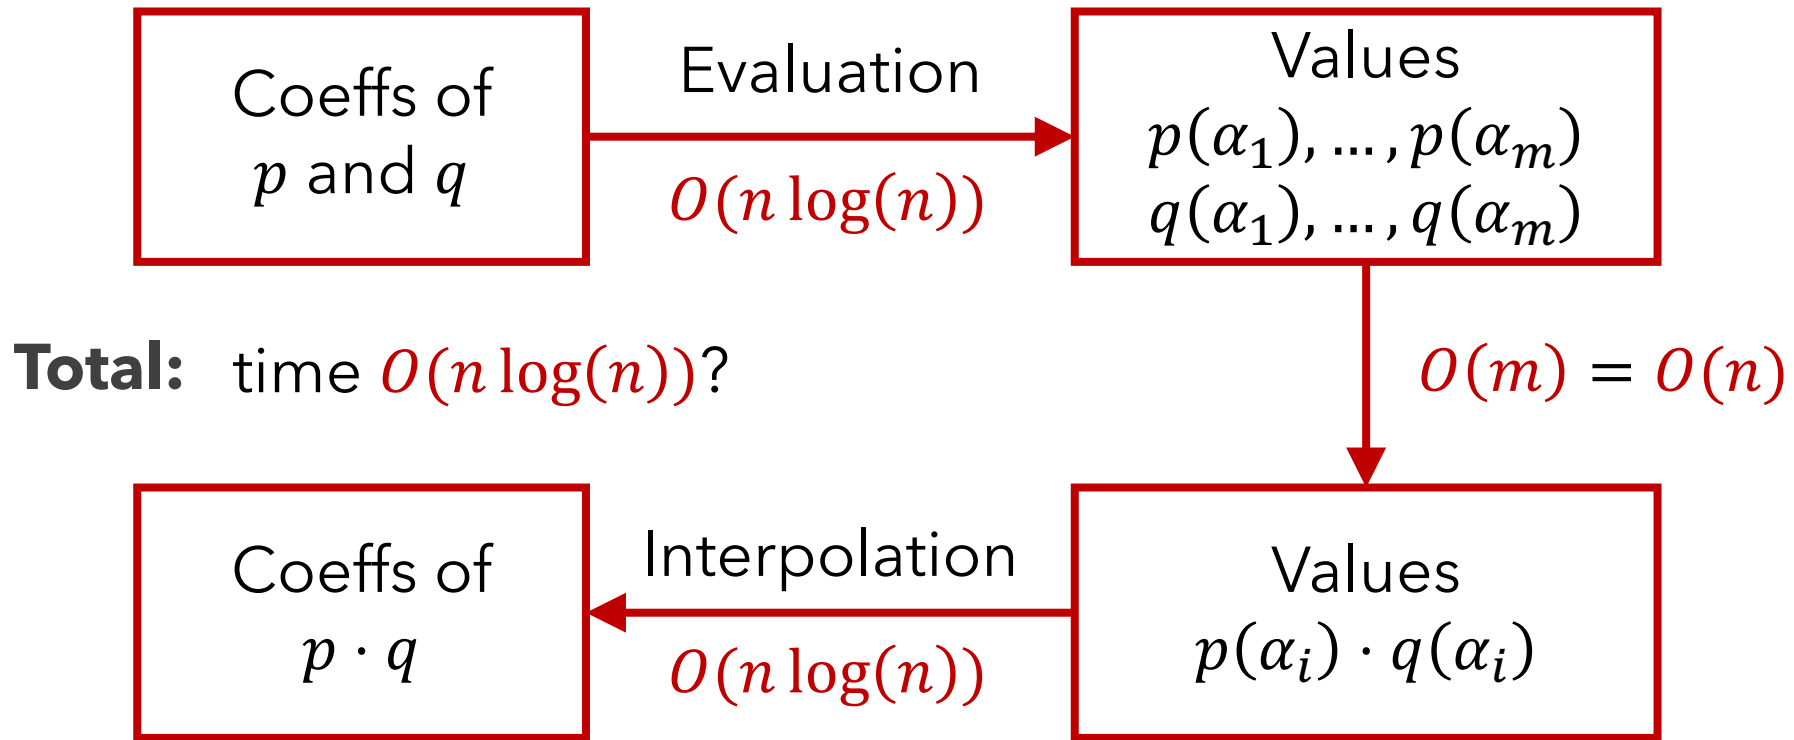 Coeffs of
p and q
Evaluation
O(n log(n))
Values
p(α₁), ..., p(αₘ)
q(α₁), ..., q(αₘ)
Total: time O(n log(n))?
O(m) = O(n)
Coeffs of
p · q
Interpolation
O(n log(n))
Values
p(αᵢ) · q(αᵢ)